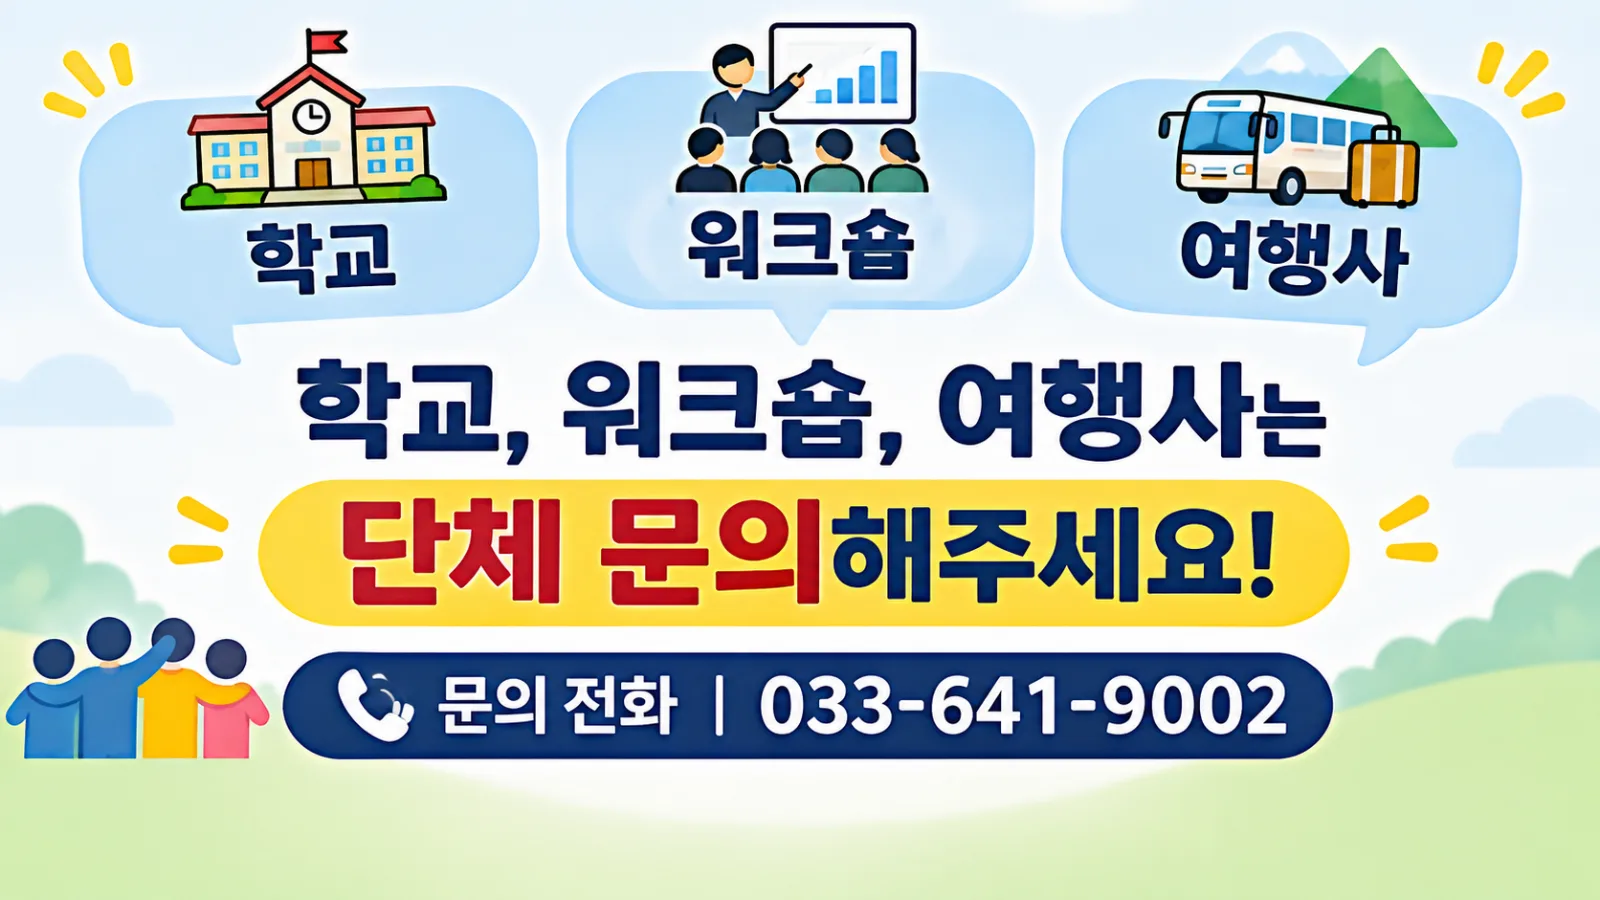 학교
워크숍
여행사
학교, 워크숍, 여행사는
단체 문의해주세요!
문의 전화 | 033-641-9002